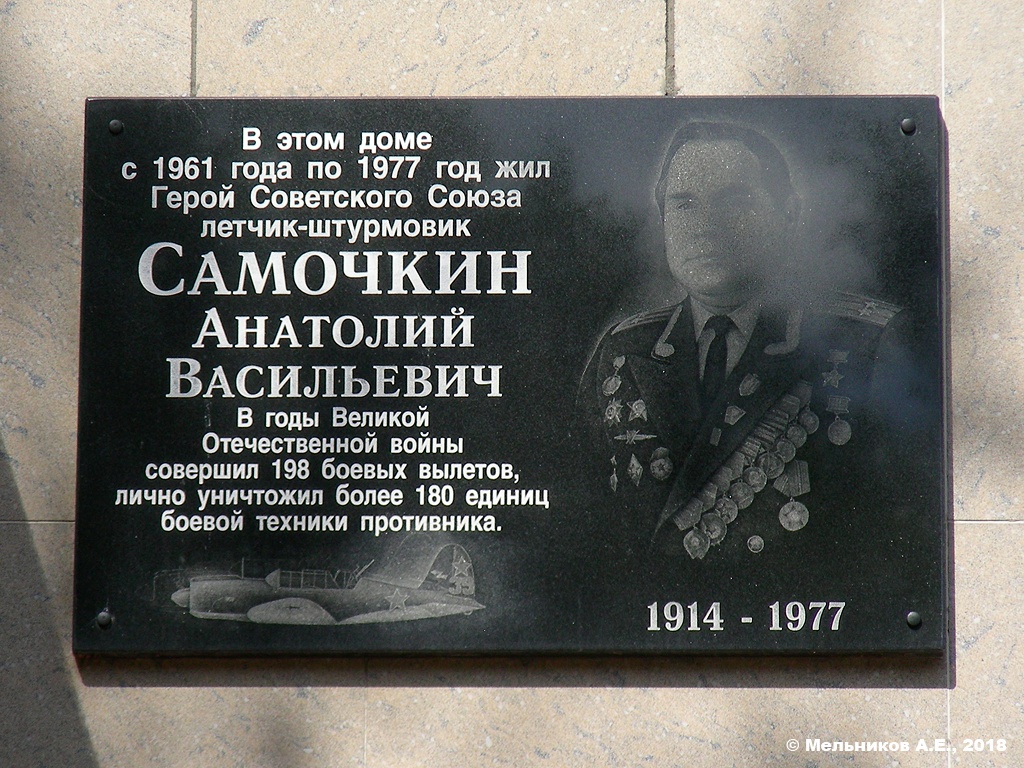 В этом доме
с 1961 года по 1977 год жил
Герой Советского Союза
летчик-штурмовик
САМОЧКИН
АНАТОЛИЙ
ВАСИЛЬЕВИЧ
В годы Великой
Отечественной войны
совершил 198 боевых вылетов,
лично уничтожил более 180 единиц
боевой техники противника.
1914 - 1977
© Мельников А.Е., 2018